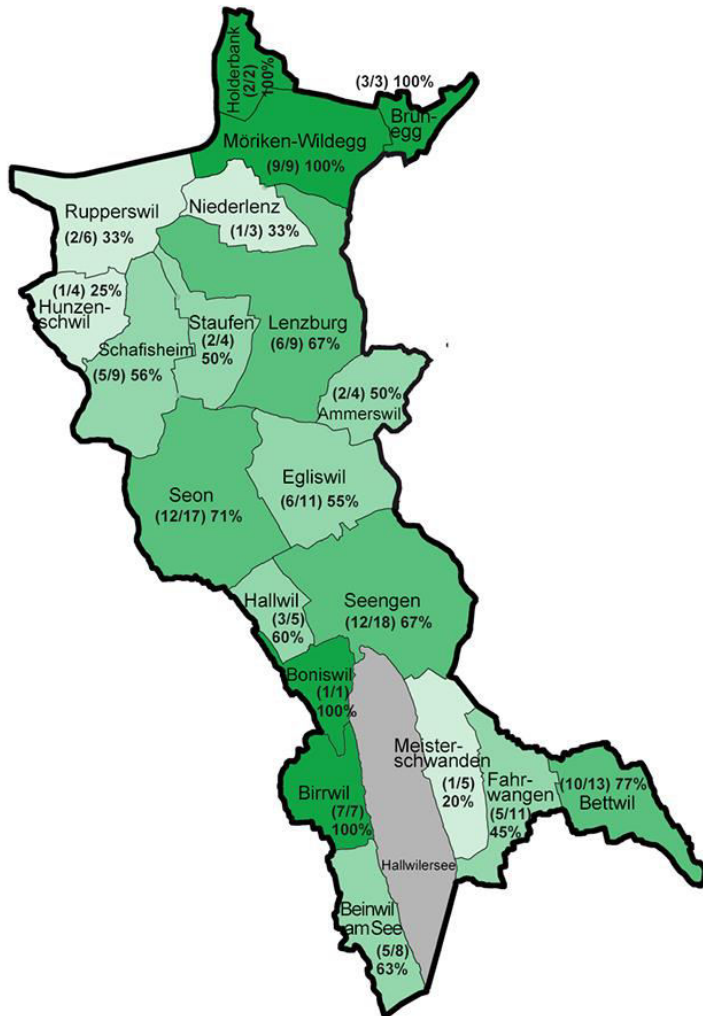 Holderbank
(2/2)
100%
(3/3) 100%
Brun-
egg
Möriken-Wildegg
(9/9) 100%
Rupperswil
(2/6) 33%
Niederlenz
(1/3) 33%
(1/4) 25%
Hunzen-
schwil
Schafisheim
(5/9) 56%
Staufen
(2/4)
50%
Lenzburg
(6/9) 67%
(2/4) 50%
Ammerswil
Seon
(12/17) 71%
Egliswil
(6/11) 55%
Hallwil
(3/5)
60%
Seengen
(12/18) 67%
Boniswil
(1/1)
100%
Meister-
schwanden
(1/5)
20%
Fahr-
wangen
(5/11)
45%
(10/13) 77%
Bettwil
Birrwil
(7/7)
100%
Hallwilersee
Beinwil
am See
(5/8)
63%